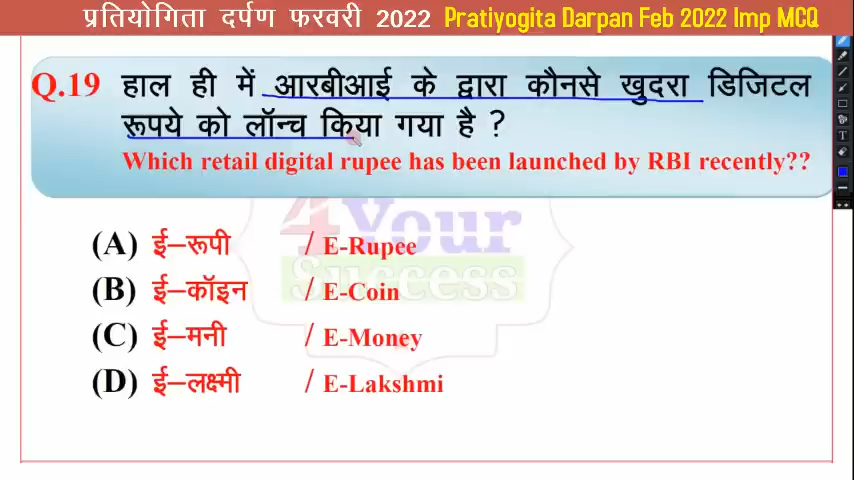 प्रतियोगिता दर्पण फरवरी 2022 Pratiyogita Darpan Feb 2022 Imp MCQ
Q.19 हाल ही में आरबीआई के द्वारा कौनसे खुदरा डिजिटल
रूपये को लॉन्च किया गया है ?
Which retail digital rupee has been launched by RBI recently??
4Your
Success
(A) ई–रूपी / E-Rupee
(B) ई–कॉइन / E-Coin
(C) ई–मनी / E-Money
(D) ई–लक्ष्मी / E-Lakshmi